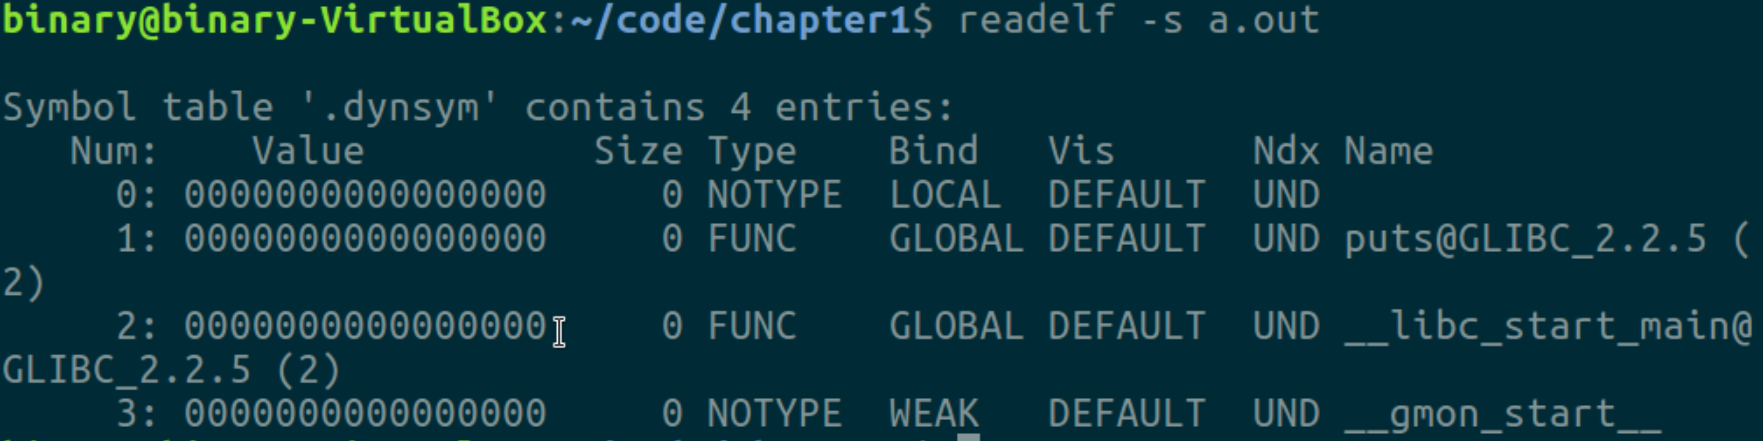 binary@binary-VirtualBox:~/code/chapter1$ readelf -s a.out
Symbol table '.dynsym' contains 4 entries:
   Num:    Value          Size Type    Bind   Vis      Ndx Name
     0: 0000000000000000     0 NOTYPE  LOCAL  DEFAULT  UND
     1: 0000000000000000     0 FUNC    GLOBAL DEFAULT  UND puts@GLIBC_2.2.5 (
2)
     2: 0000000000000000     0 FUNC    GLOBAL DEFAULT  UND __libc_start_main@
GLIBC_2.2.5 (2)
     3: 0000000000000000     0 NOTYPE  WEAK   DEFAULT  UND __gmon_start__